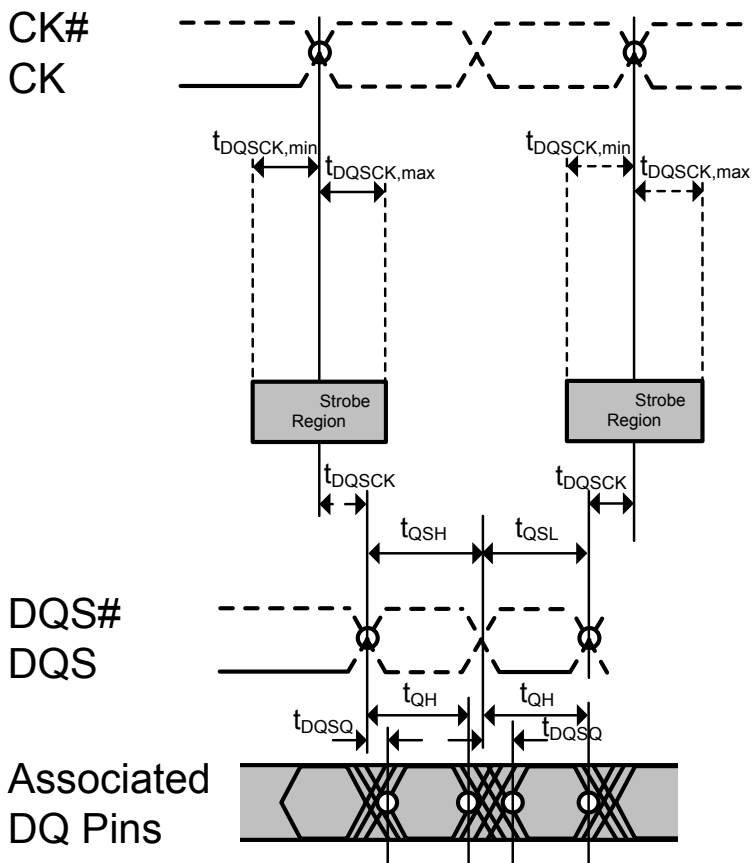 CK#
CK
tDQSCK,min
tDQSCK,max
tDQSCK,min
tDQSCK,max
Strobe
Region
Strobe
Region
tDQSCK
tDQSCK
tQSH
tQSL
DQS#
DQS
tQH
tQH
tDQSQ
tDQSQ
Associated
DQ Pins